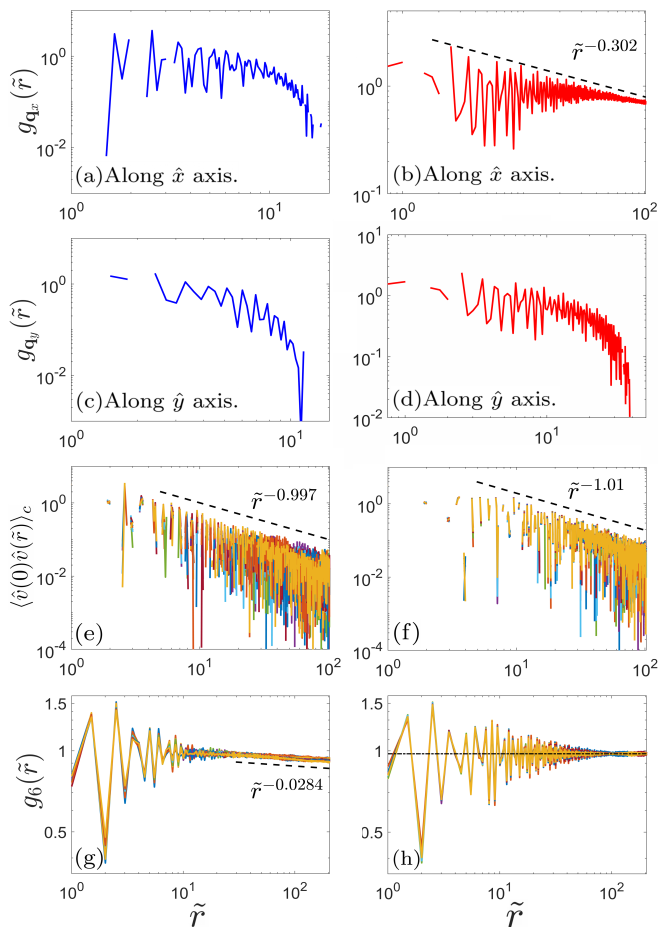 g_{𝐪_x}(r̃)
10^0
10^{-2}
(a)Along x̂ axis.
10^0
10^1
10^1
10^0
10^{-1}
r̃^{-0.302}
(b)Along x̂ axis.
10^0
10^1
10^2
g_{𝐪_y}(r̃)
10^0
10^{-2}
(c)Along ŷ axis.
10^0
10^1
10^1
10^0
10^{-1}
10^{-2}
(d)Along ŷ axis.
10^0
10^1
⟨v̂(0)v̂(r̃)⟩_c
10^0
10^{-2}
10^{-4}
r̃^{-0.997}
(e)
10^0
10^1
10^2
10^0
10^{-2}
10^{-4}
r̃^{-1.01}
(f)
10^0
10^1
10^2
g_6(r̃)
1.5
1
0.5
r̃^{-0.0284}
(g)
10^0
10^1
10^2
r̃
1.5
1
0.5
(h)
10^0
10^1
10^2
r̃